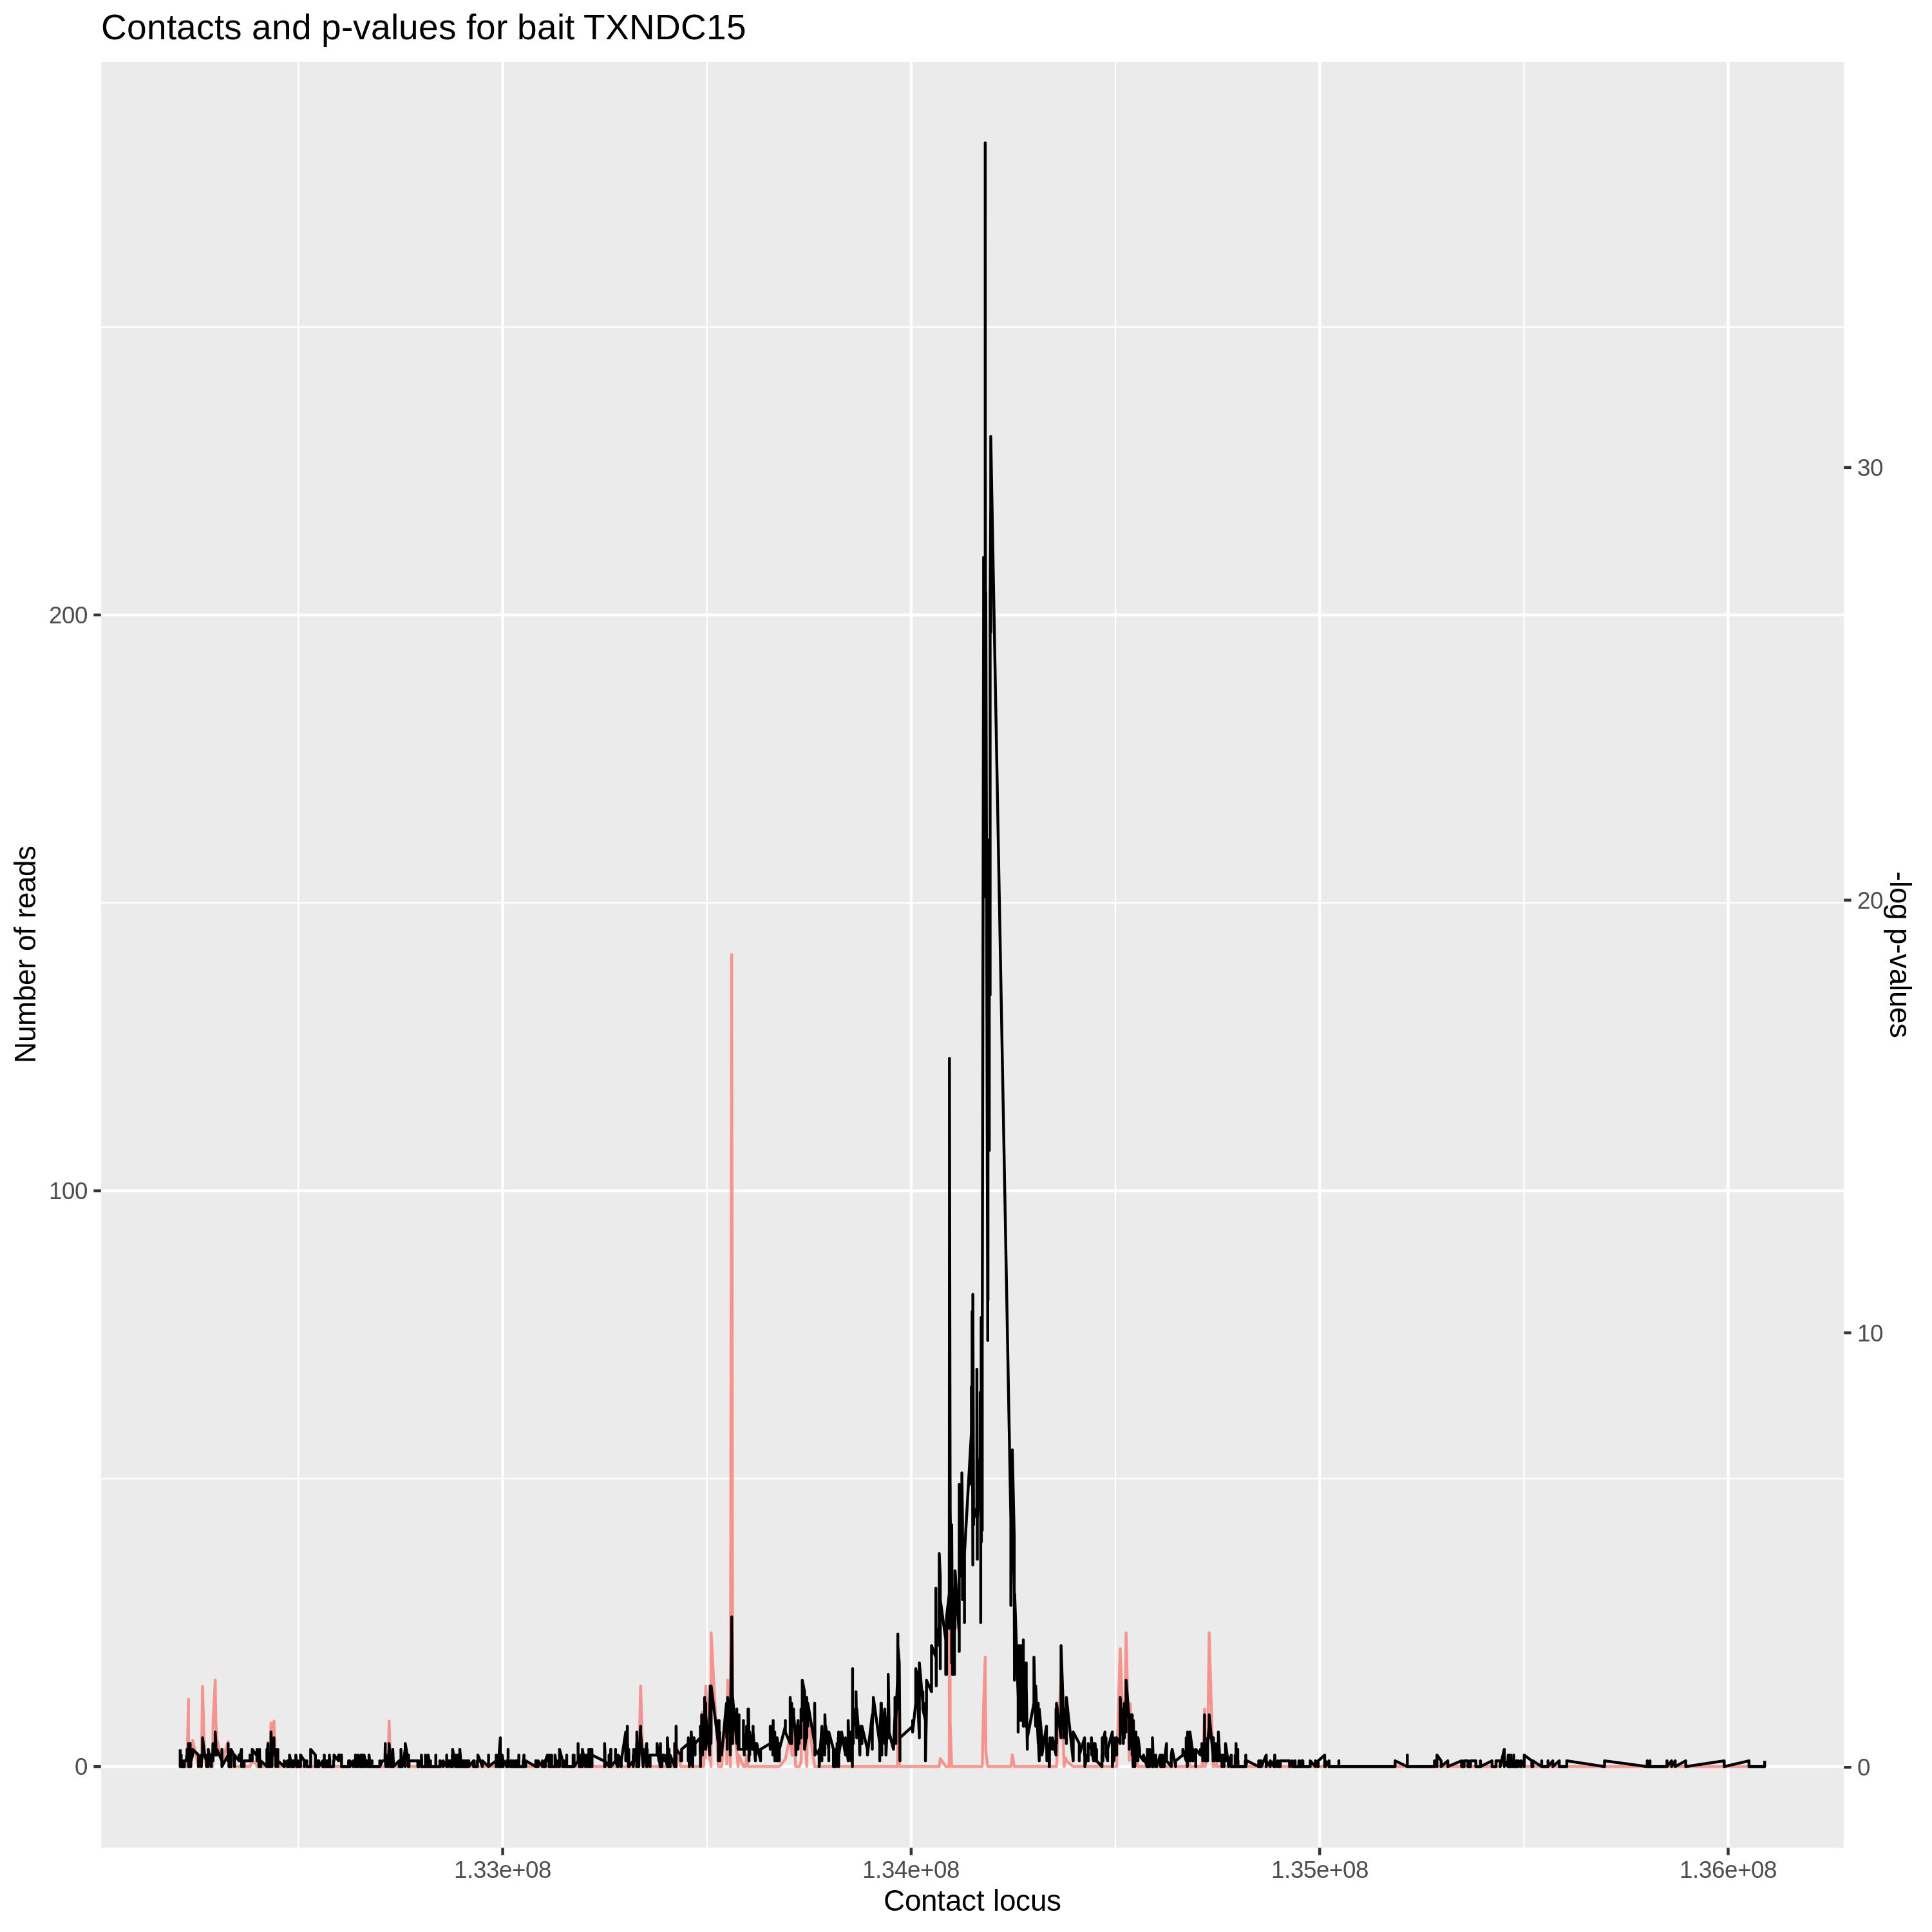 Contacts and p-values for bait TXNDC15
Number of reads
200
100
0
30
20
10
0
-log p-values
1.33e+08 1.34e+08 1.35e+08 1.36e+08
Contact locus